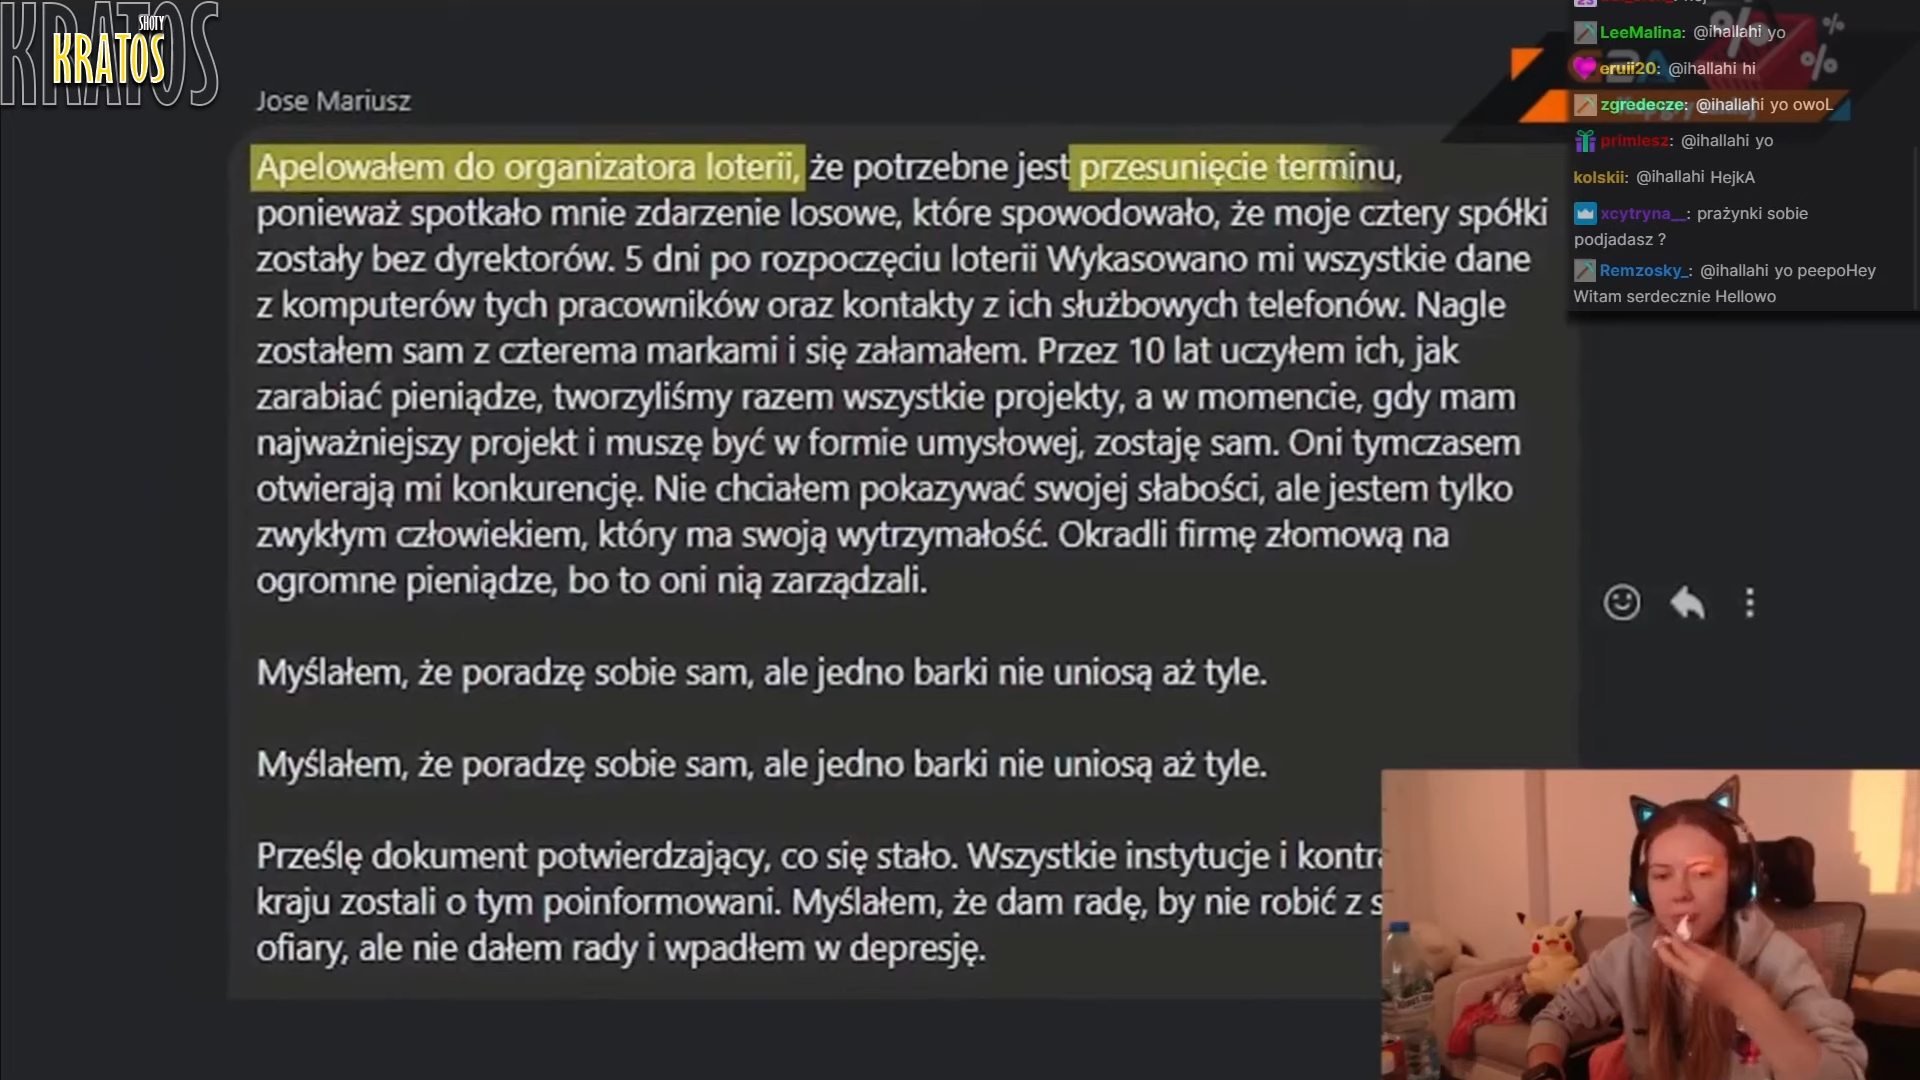 KRATOS
SHOTY
KRATOS
Jose Mariusz
Apelowałem do organizatora loterii, że potrzebne jest przesunięcie terminu,
ponieważ spotkało mnie zdarzenie losowe, które spowodowało, że moje cztery spółki
zostały bez dyrektorów. 5 dni po rozpoczęciu loterii Wykasowano mi wszystkie dane
z komputerów tych pracowników oraz kontakty z ich służbowych telefonów. Nagle
zostałem sam z czterema markami i się załamałem. Przez 10 lat uczyłem ich, jak
zarabiać pieniądze, tworzyliśmy razem wszystkie projekty, a w momencie, gdy mam
najważniejszy projekt i muszę być w formie umysłowej, zostaję sam. Oni tymczasem
otwierają mi konkurencję. Nie chciałem pokazywać swojej słabości, ale jestem tylko
zwykłym człowiekiem, który ma swoją wytrzymałość. Okradli firmę złomową na
ogromne pieniądze, bo to oni nią zarządzali.
Myślałem, że poradzę sobie sam, ale jedno barki nie uniosą aż tyle.
Myślałem, że poradzę sobie sam, ale jedno barki nie uniosą aż tyle.
Prześlę dokument potwierdzający, co się stało. Wszystkie instytucje i kontra
kraju zostali o tym poinformowani. Myślałem, że dam radę, by nie robić z s
ofiary, ale nie dałem rady i wpadłem w depresję.
LeeMalina: @ihallahi yo
eruii20: @ihallahi hi
zgredecze: @ihallahi yo owoL
primiesz: @ihallahi yo
kolskii: @ihallahi HejkA
xcytryna__: prażynki sobie
podjadasz ?
Remzosky_: @ihallahi yo peepoHey
Witam serdecznie Hellowo